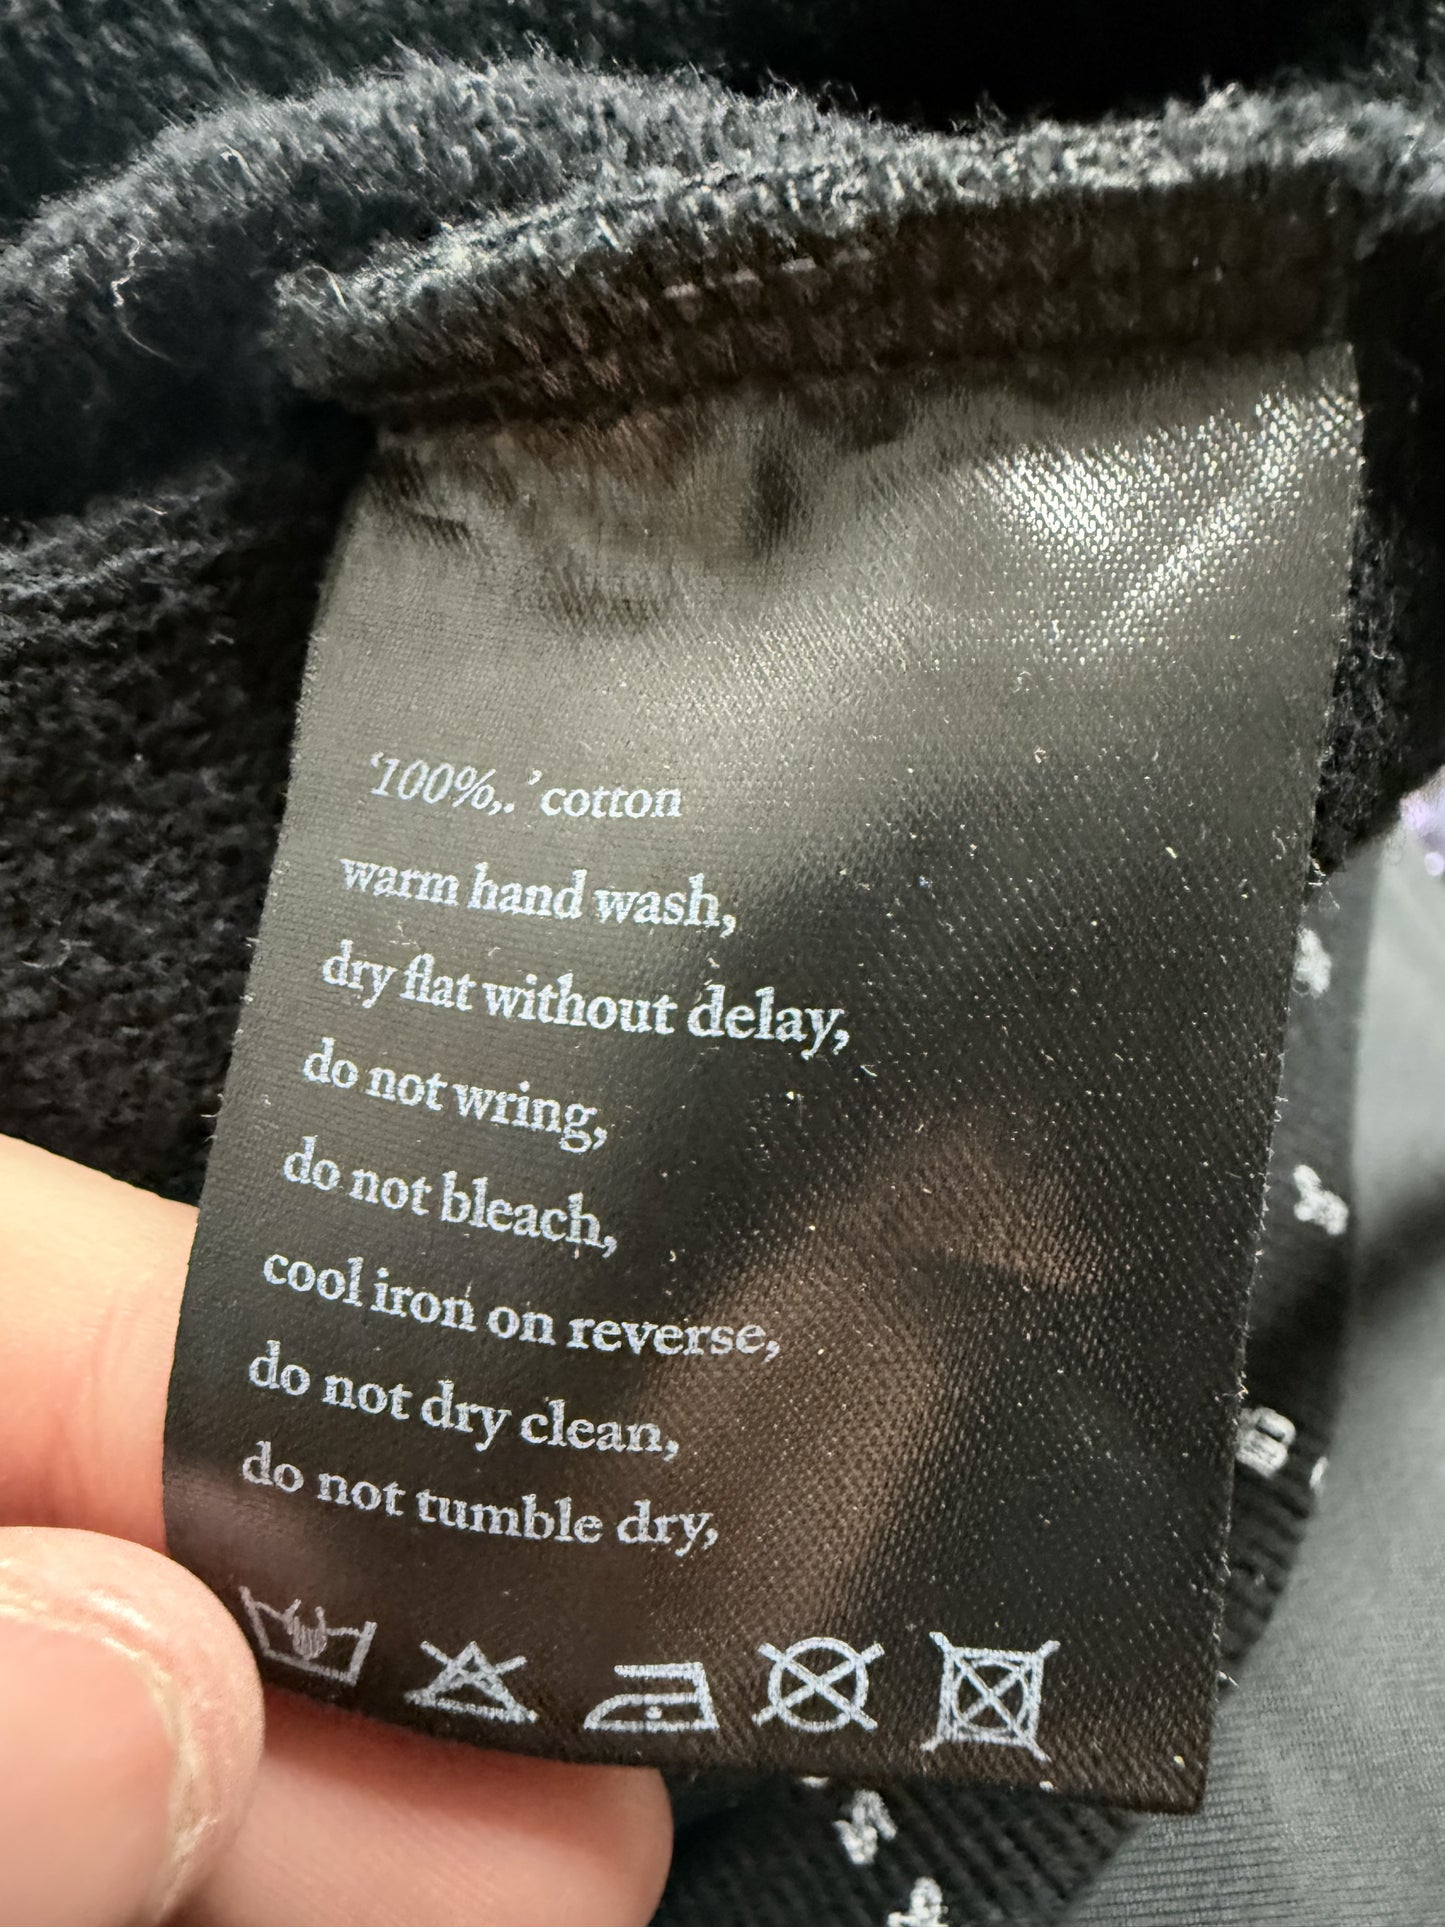 ‘100%,.’ cotton
warm hand wash,
dry flat without delay,
do not wring,
do not bleach,
cool iron on reverse,
do not dry clean,
do not tumble dry,